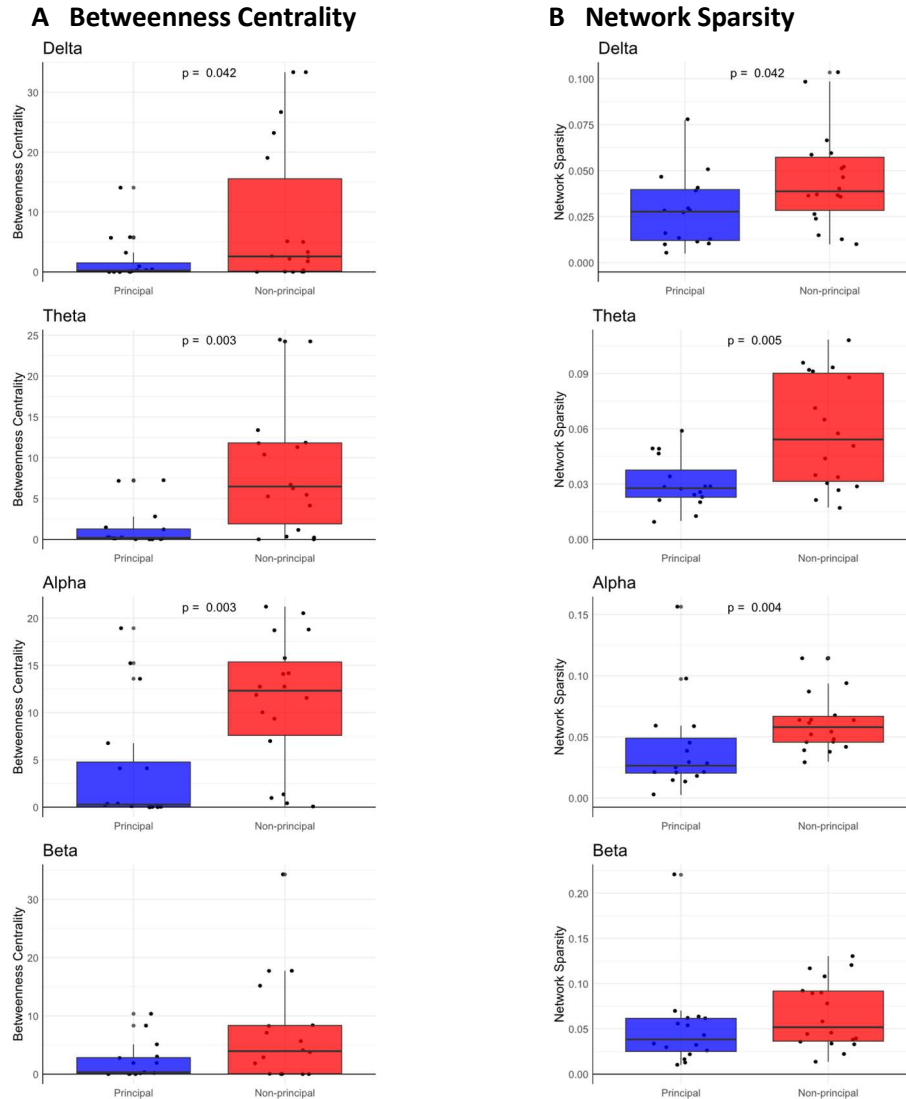 A Betweenness Centrality
Delta
p = 0.042
Betweenness Centrality
30
20
10
0
Principal
Non-principal
Theta
p = 0.003
Betweenness Centrality
25
20
15
10
5
0
Principal
Non-principal
Alpha
p = 0.003
Betweenness Centrality
20
15
10
5
0
Principal
Non-principal
Beta
Betweenness Centrality
30
20
10
0
Principal
Non-principal
B Network Sparsity
Delta
p = 0.042
Network Sparsity
0.100
0.075
0.050
0.025
0.000
Principal
Non-principal
Theta
p = 0.005
Network Sparsity
0.09
0.06
0.03
0.00
Principal
Non-principal
Alpha
p = 0.004
Network Sparsity
0.15
0.10
0.05
0.00
Principal
Non-principal
Beta
Network Sparsity
0.20
0.15
0.10
0.05
0.00
Principal
Non-principal